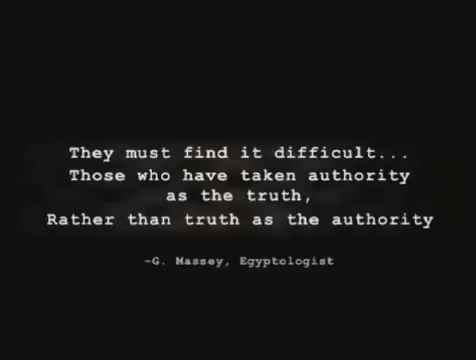 They must find it difficult...
Those who have taken authority
as the truth,
Rather than truth as the authority
-G. Massey, Egyptologist